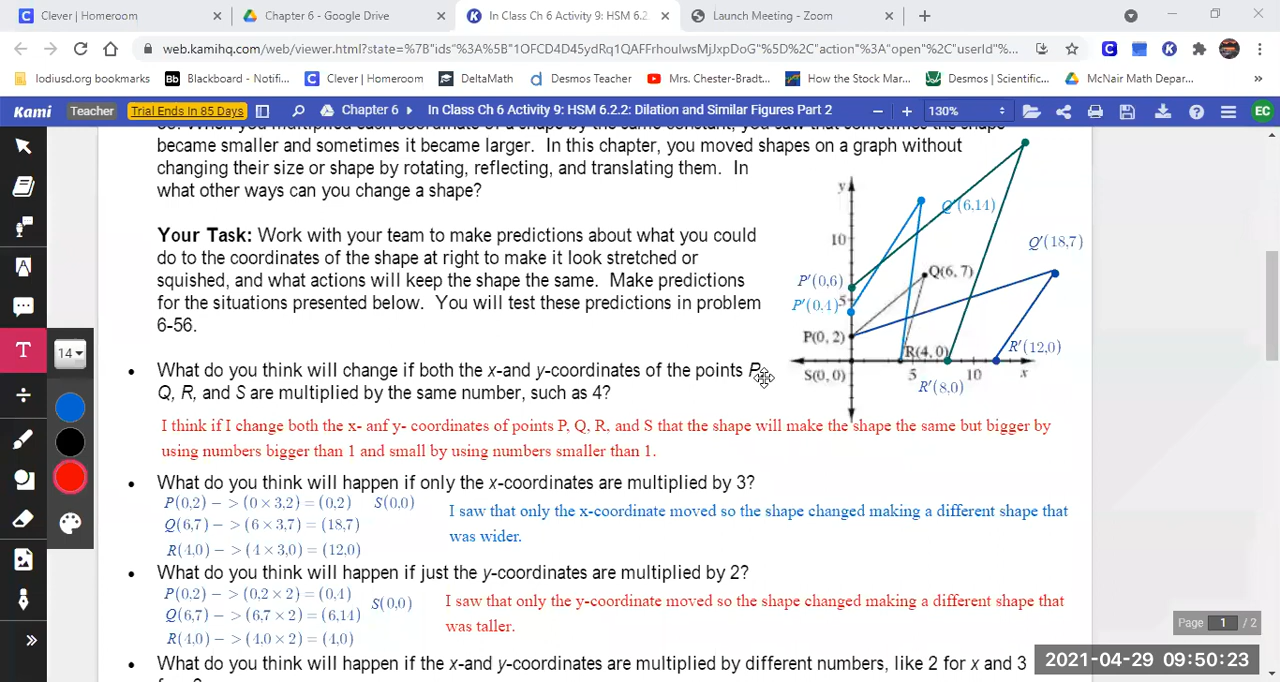 Clever | Homeroom
Chapter 6 - Google Drive
In Class Ch 6 Activity 9: HSM 6.2.
Launch Meeting - Zoom
web.kamihq.com/web/viewer.html?state=%7B"ids"%3A%5B"1OFCD4D45ydRq1QAFFrhoulwsMjJxpDoG"%5D%2C"action"%3A"open"%2C"userId"...
lodiusd.org bookmarks
Blackboard - Notifi...
Clever | Homeroom
DeltaMath
Desmos Teacher
Mrs. Chester-Bradt...
How the Stock Mar...
Desmos | Scientific...
McNair Math Depar...
»
Kami
Teacher
Trial Ends In 85 Days
Chapter 6
In Class Ch 6 Activity 9: HSM 6.2.2: Dilation and Similar Figures Part 2
130%
EC
became smaller and sometimes it became larger. In this chapter, you moved shapes on a graph without
changing their size or shape by rotating, reflecting, and translating them. In
what other ways can you change a shape?
Your Task: Work with your team to make predictions about what you could
do to the coordinates of the shape at right to make it look stretched or
squished, and what actions will keep the shape the same. Make predictions
for the situations presented below. You will test these predictions in problem
6-56.
y
10
5
Q'(6,14)
Q'(18,7)
P'(0,6)
P'(0,4)
Q(6, 7)
P(0, 2)
R(4, 0)
R'(12,0)
S(0, 0)
5
10
x
R'(8,0)
• What do you think will change if both the x-and y-coordinates of the points P,
Q, R, and S are multiplied by the same number, such as 4?
I think if I change both the x- anf y- coordinates of points P, Q, R, and S that the shape will make the shape the same but bigger by
using numbers bigger than 1 and small by using numbers smaller than 1.
• What do you think will happen if only the x-coordinates are multiplied by 3?
P(0,2) − > (0 × 3,2) = (0,2) S(0,0)
Q(6,7) − > (6 × 3,7) = (18,7)
R(4,0) − > (4 × 3,0) = (12,0)
I saw that only the x-coordinate moved so the shape changed making a different shape that
was wider.
• What do you think will happen if just the y-coordinates are multiplied by 2?
P(0,2) − > (0,2 × 2) = (0,4)
Q(6,7) − > (6,7 × 2) = (6,14)
S(0,0)
R(4,0) − > (4,0 × 2) = (4,0)
I saw that only the y-coordinate moved so the shape changed making a different shape that
was taller.
• What do you think will happen if the x-and y-coordinates are multiplied by different numbers, like 2 for x and 3
T
14
A
Page 1 / 2
2021-04-29 09:50:23